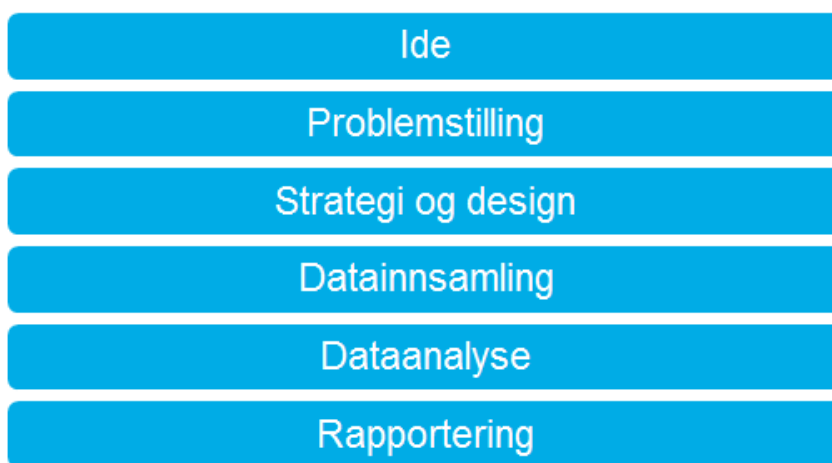 Ide
Problemstilling
Strategi og design
Datainnsamling
Dataanalyse
Rapportering